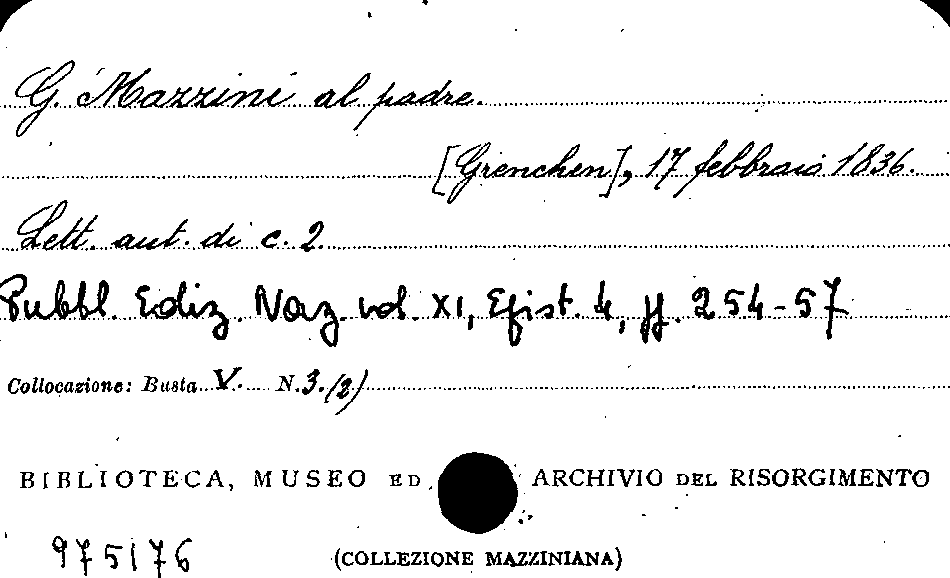 G. Mazzini al padre.
[Grenchen], 17 febbraio 1836.
Lett. aut. di c. 2
Pubbl. Ediz. Naz. vol. XI, Epist. 4, pp. 254-57
Collocazione: Busta V. N. 3. (2)
BIBLIOTECA, MUSEO ED ARCHIVIO DEL RISORGIMENTO
975176 (COLLEZIONE MAZZINIANA)